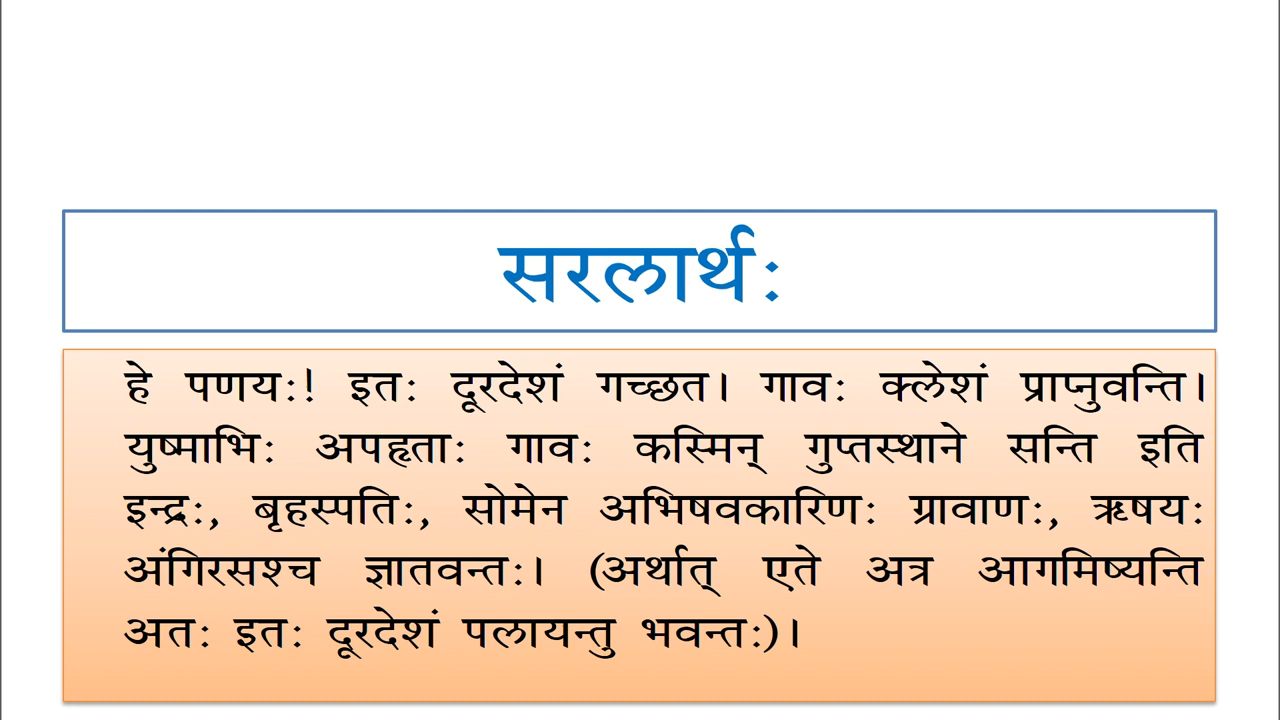 सरलार्थः
हे पणयः! इतः दूरदेशं गच्छत। गावः क्लेशं प्राप्नुवन्ति।
युष्माभिः अपहृताः गावः कस्मिन् गुप्तस्थाने सन्ति इति
इन्द्रः, बृहस्पतिः, सोमेन अभिषवकारिणः ग्रावाणः, ऋषयः
अंगिरसश्च ज्ञातवन्तः। (अर्थात् एते अत्र आगमिष्यन्ति
अतः इतः दूरदेशं पलायन्तु भवन्तः)।